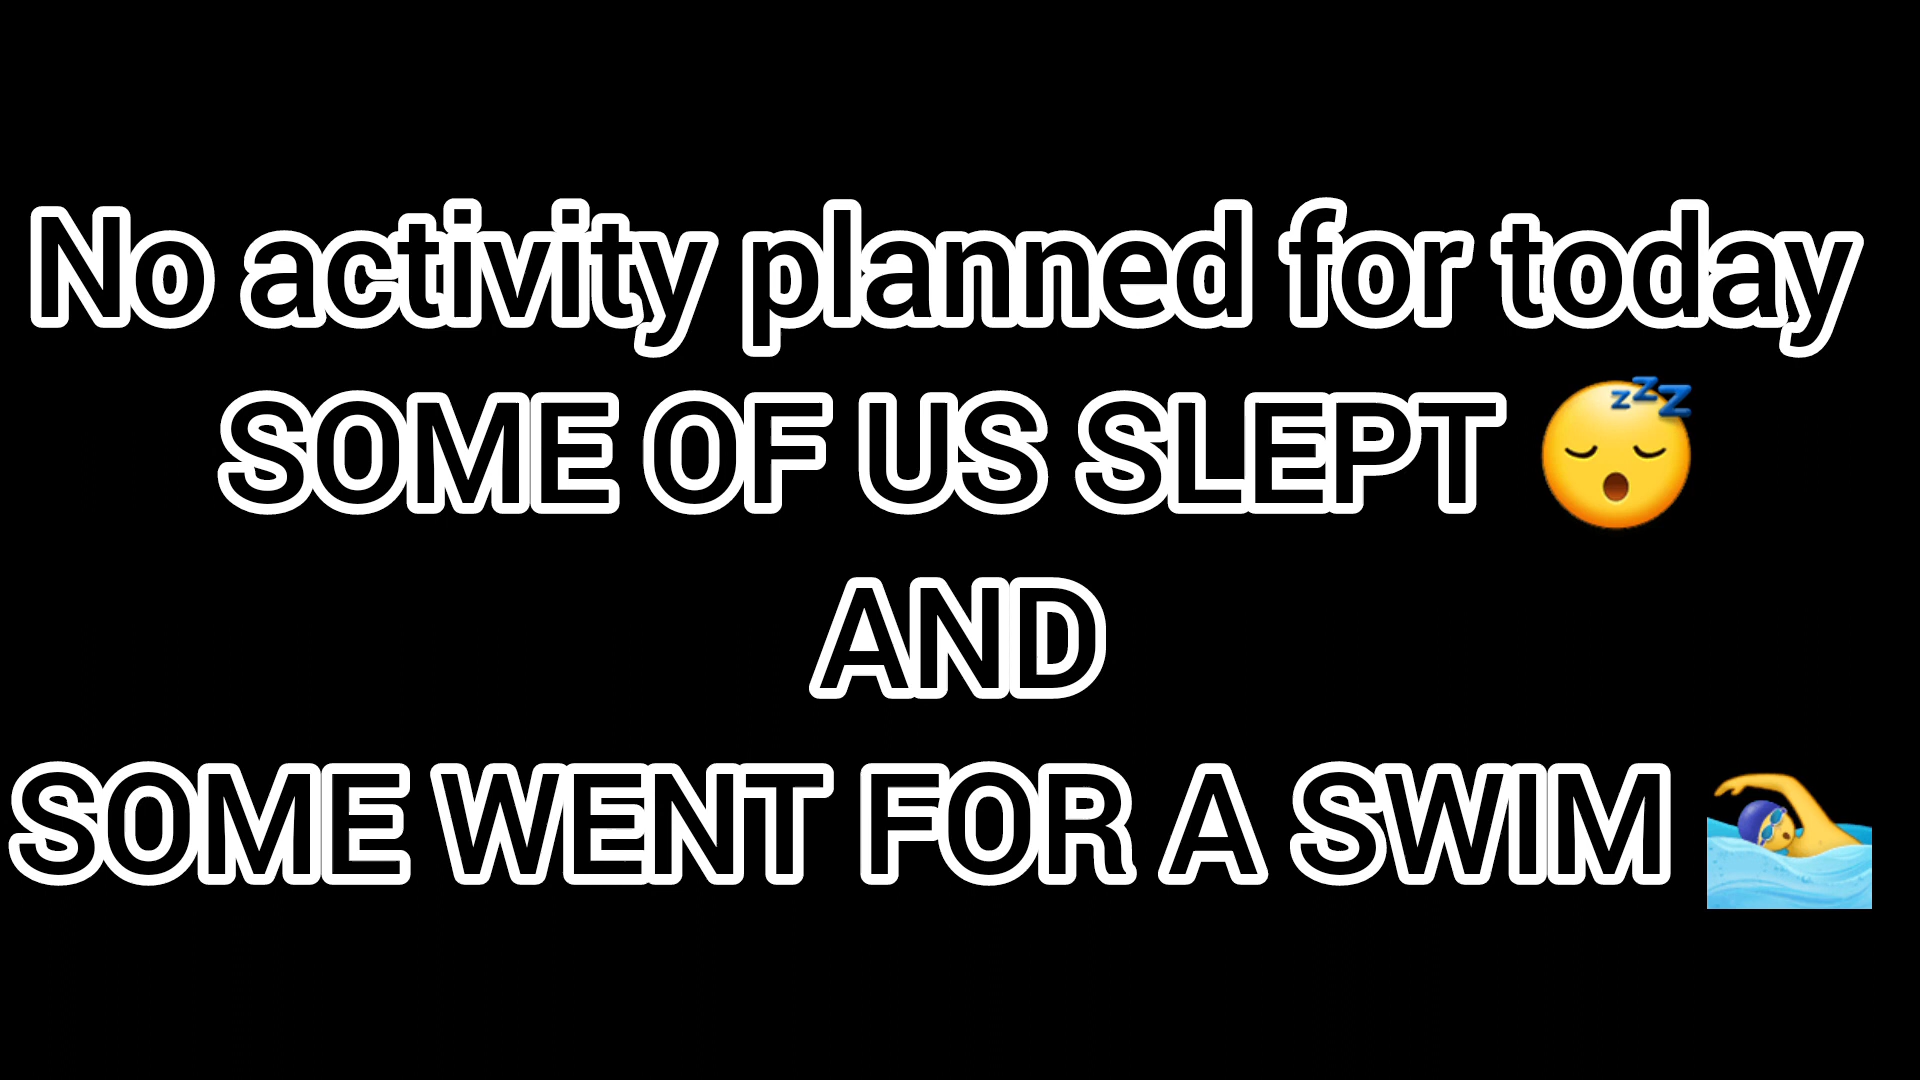 No activity planned for today
SOME OF US SLEPT 😴
AND
SOME WENT FOR A SWIM 🏊